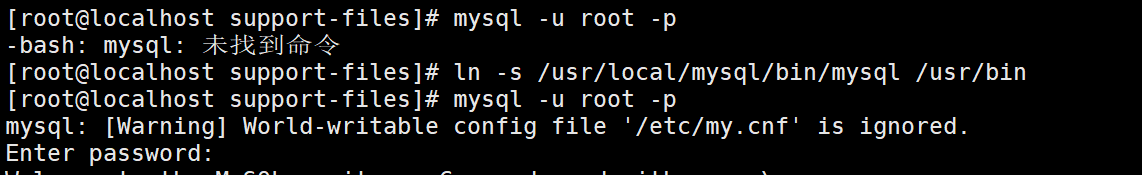 [root@localhost support-files]# mysql -u root -p
-bash: mysql: 未找到命令
[root@localhost support-files]# ln -s /usr/local/mysql/bin/mysql /usr/bin
[root@localhost support-files]# mysql -u root -p
mysql: [Warning] World-writable config file '/etc/my.cnf' is ignored.
Enter password: